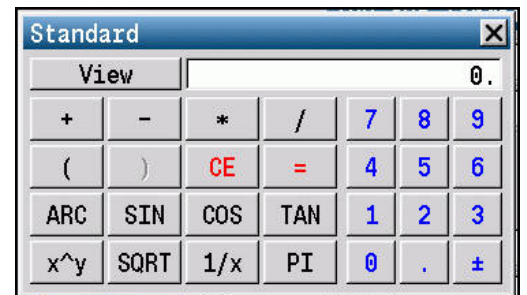 Standard
View 0.
+ - * / 7 8 9
( ) CE = 4 5 6
ARC SIN COS TAN 1 2 3
x^y SQRT 1/x PI 0 . ±